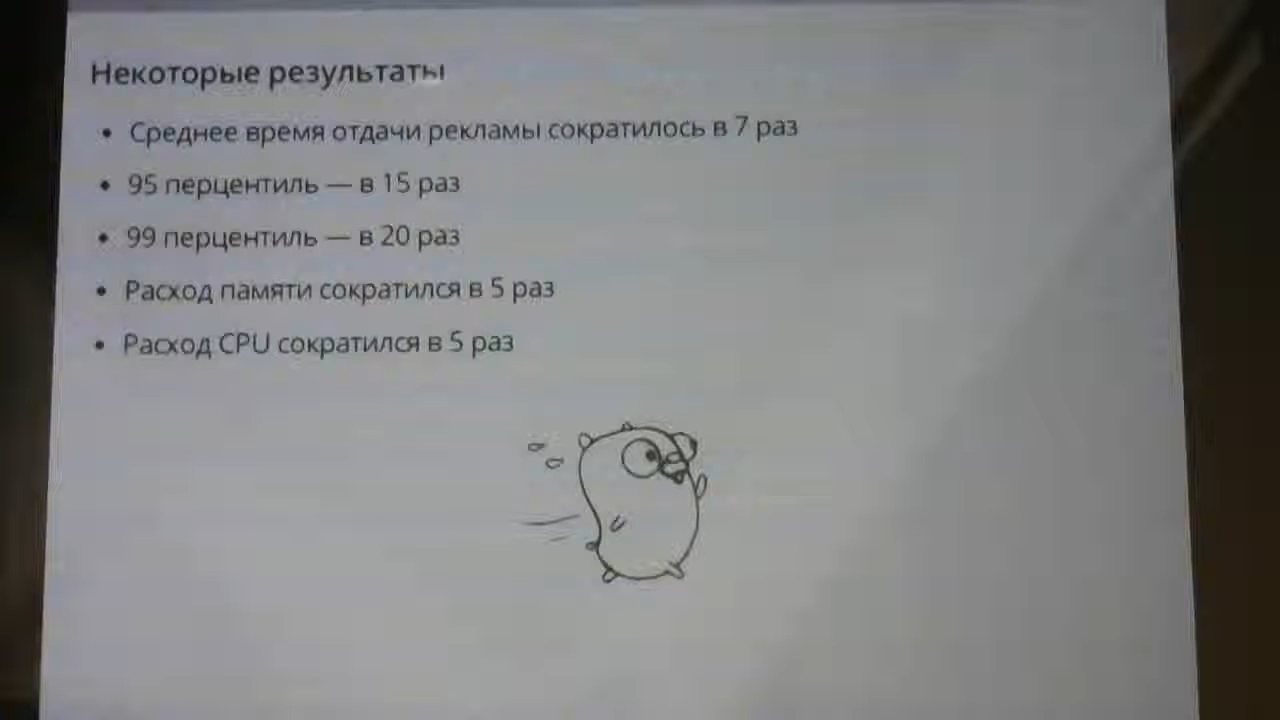 Некоторые результаты
• Среднее время отдачи рекламы сократилось в 7 раз
• 95 перцентиль — в 15 раз
• 99 перцентиль — в 20 раз
• Расход памяти сократился в 5 раз
• Расход CPU сократился в 5 раз